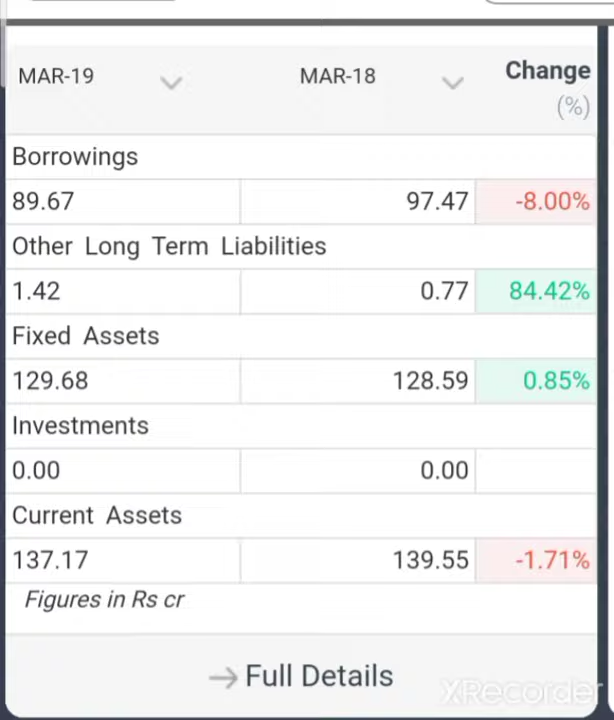 MAR-19 MAR-18 Change
(%)
Borrowings
89.67 97.47 -8.00%
Other Long Term Liabilities
1.42 0.77 84.42%
Fixed Assets
129.68 128.59 0.85%
Investments
0.00 0.00
Current Assets
137.17 139.55 -1.71%
Figures in Rs cr
→ Full Details
XRecorder